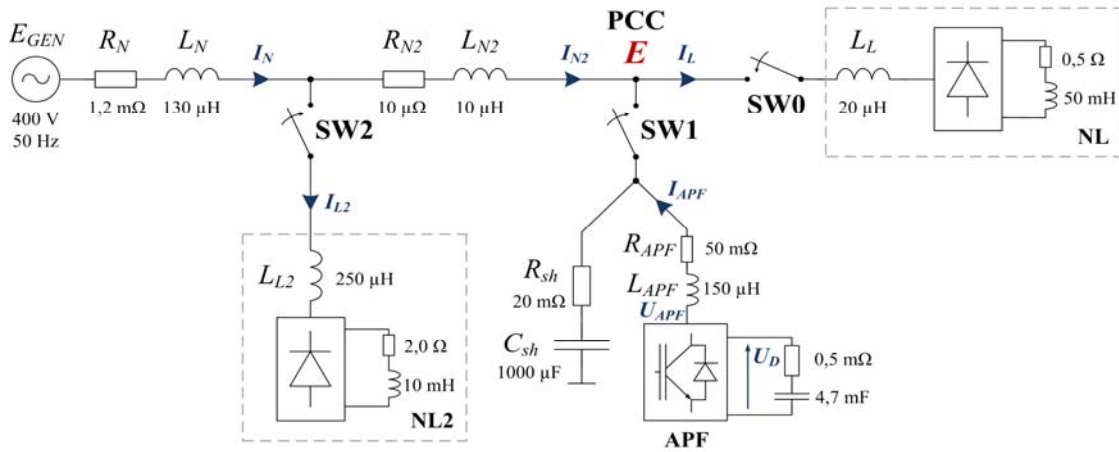 E_GEN
400 V
50 Hz
R_N
1,2 mΩ
L_N
130 µH
I_N
R_N2
10 µΩ
L_N2
10 µH
I_N2
PCC
E
I_L
SW0
L_L
20 µH
0,5 Ω
50 mH
NL
SW2
SW1
I_L2
I_APF
L_L2
250 µH
2,0 Ω
10 mH
NL2
R_sh
20 mΩ
C_sh
1000 µF
R_APF
50 mΩ
L_APF
150 µH
U_APF
U_D
0,5 mΩ
4,7 mF
APF